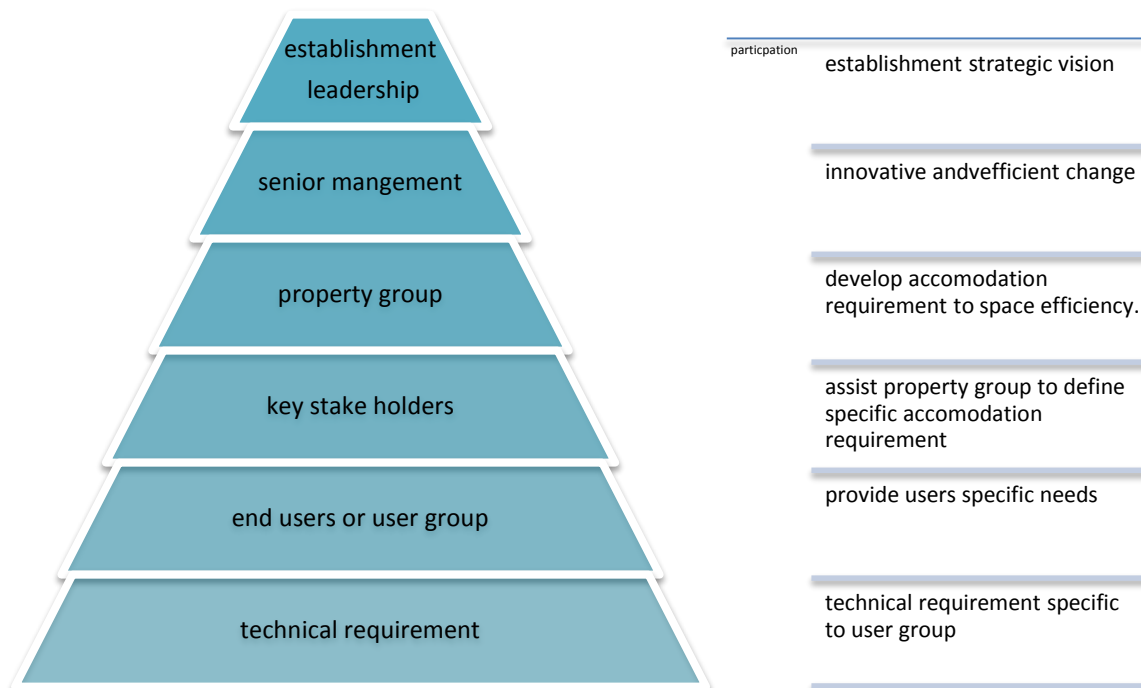 establishment
leadership
senior mangement
property group
key stake holders
end users or user group
technical requirement
particpation
establishment strategic vision
innovative andvefficient change
develop accomodation
requirement to space efficiency.
assist property group to define
specific accomodation
requirement
provide users specific needs
technical requirement specific
to user group